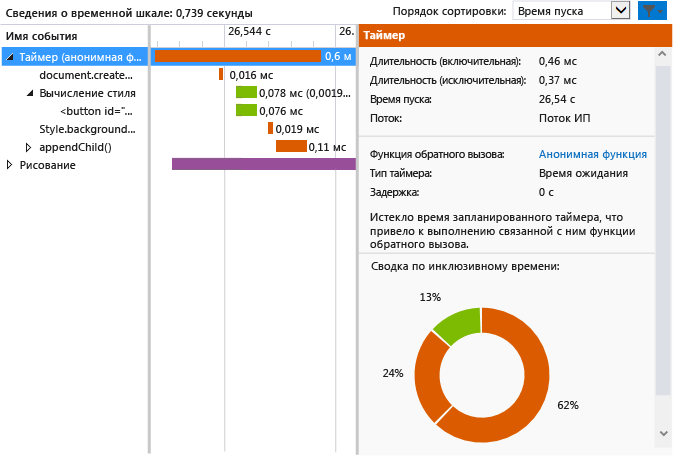 Сведения о временной шкале: 0,739 секунды
Порядок сортировки: Время пуска
Имя события
26,544 с 26.
Таймер (анонимная ф... 0,6 м
document.create... 0,016 мс
Вычисление стиля 0,078 мс (0,0019...
<button id="... 0,076 мс
Style.background... 0,019 мс
appendChild() 0,11 мс
Рисование
Таймер
Длительность (включительная): 0,46 мс
Длительность (исключительная): 0,37 мс
Время пуска: 26,54 с
Поток: Поток ИП
Функция обратного вызова: Анонимная функция
Тип таймера: Время ожидания
Задержка: 0 с
Истекло время запланированного таймера, что
привело к выполнению связанной с ним функции
обратного вызова.
Сводка по инклюзивному времени:
13%
24%
62%